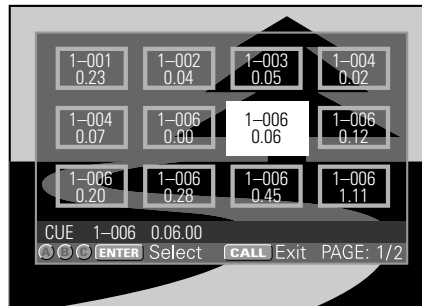 1–001 1–002 1–003 1–004
0.23 0.04 0.05 0.02
1–004 1–006 1–006 1–006
0.07 0.00 0.06 0.12
1–006 1–006 1–006 1–006
0.20 0.28 0.45 1.11
CUE 1–006 0.06.00
A B C ENTER Select CALL Exit PAGE: 1/2